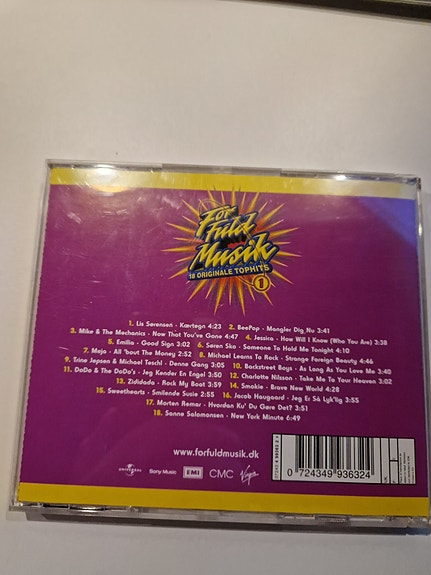 For
Fuld
Musik
18 ORIGINALE TOPHITS
1
1. Lis Sørensen - Kærtegn 4:23 2. BeePop - Mangler Dig Nu 3:41
3. Mike & The Mechanics - Now That You've Gone 4:47 4. Jessica - How Will I Know (Who You Are) 3:38
5. Emilia - Good Sign 3:02 6. Søren Sko - Someone To Hold Me Tonight 4:10
7. Meja - All 'bout The Money 2:52 8. Michael Learns To Rock - Strange Foreign Beauty 4:46
9. Trine Jepsen & Michael Teschl - Denne Gang 3:05 10. Backstreet Boys - As Long As You Love Me 3:40
11. DoDo & The DoDo's - Jeg Kender En Engel 3:50 12. Charlotte Nilsson - Take Me To Your Heaven 3:02
13. Zididada - Rock My Boat 3:59 14. Smokie - Brave New World 4:28
15. Sweethearts - Smilende Susie 2:55 16. Jacob Haugaard - Jeg Er Så Lyk'lig 3:55
17. Morten Remar - Hvordan Ku' Du Gøre Det? 3:51
18. Sanne Salomonsen - New York Minute 6:49
www.forfuldmusik.dk
UNIVERSAL Sony Music EMI CMC Virgin
0 724349 936324